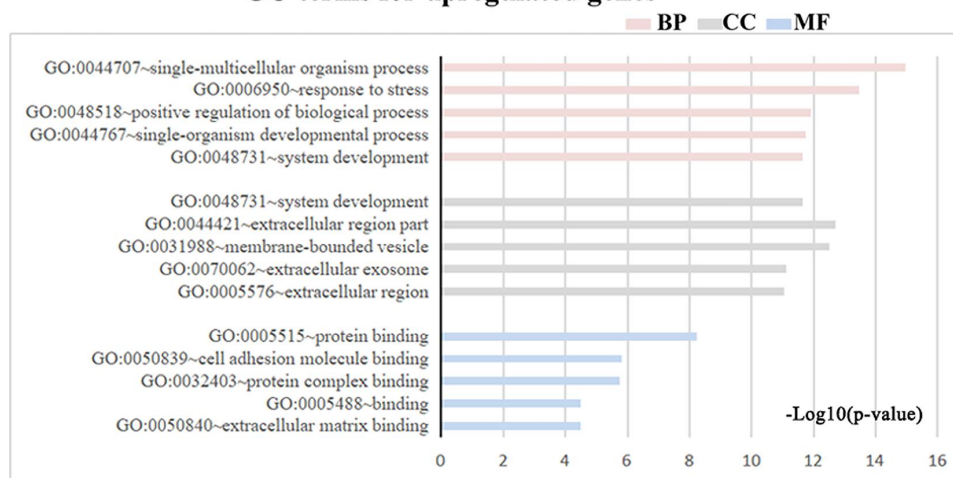 BP CC MF
GO:0044707~single-multicellular organism process
GO:0006950~response to stress
GO:0048518~positive regulation of biological process
GO:0044767~single-organism developmental process
GO:0048731~system development
GO:0048731~system development
GO:0044421~extracellular region part
GO:0031988~membrane-bounded vesicle
GO:0070062~extracellular exosome
GO:0005576~extracellular region
GO:0005515~protein binding
GO:0050839~cell adhesion molecule binding
GO:0032403~protein complex binding
GO:0005488~binding
GO:0050840~extracellular matrix binding
-Log10(p-value)
0 2 4 6 8 10 12 14 16